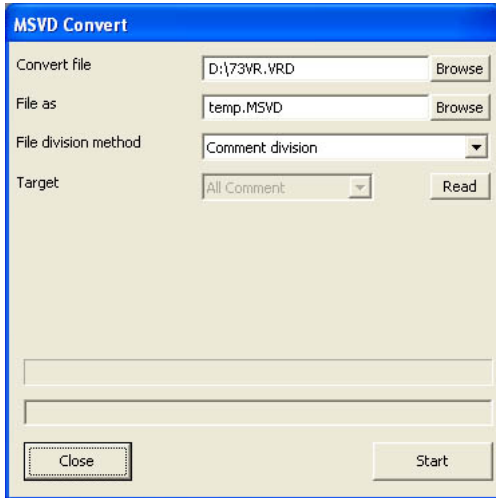 MSVD Convert
Convert file D:\73VR.VRD Browse
File as temp.MSVD Browse
File division method Comment division
Target All Comment Read
Close Start